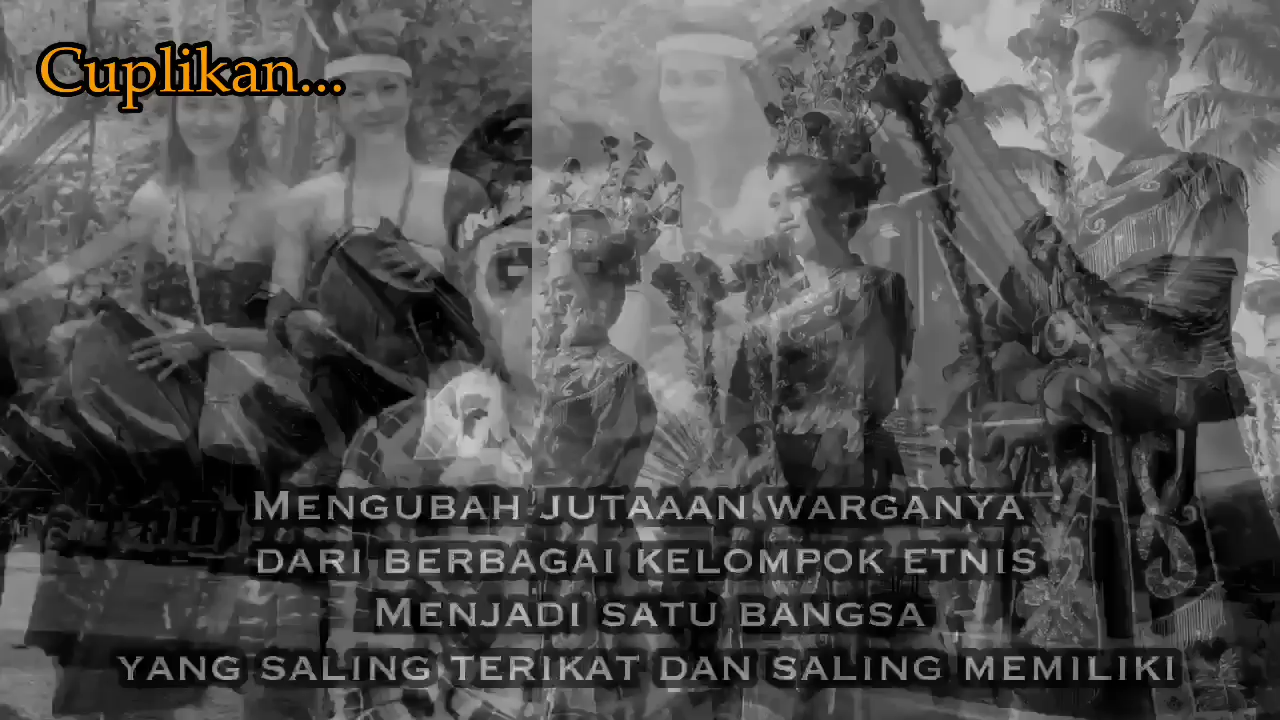 Cuplikan...
MENGUBAH JUTAAAN WARGANYA
DARI BERBAGAI KELOMPOK ETNIS
MENJADI SATU BANGSA
YANG SALING TERIKAT DAN SALING MEMILIKI